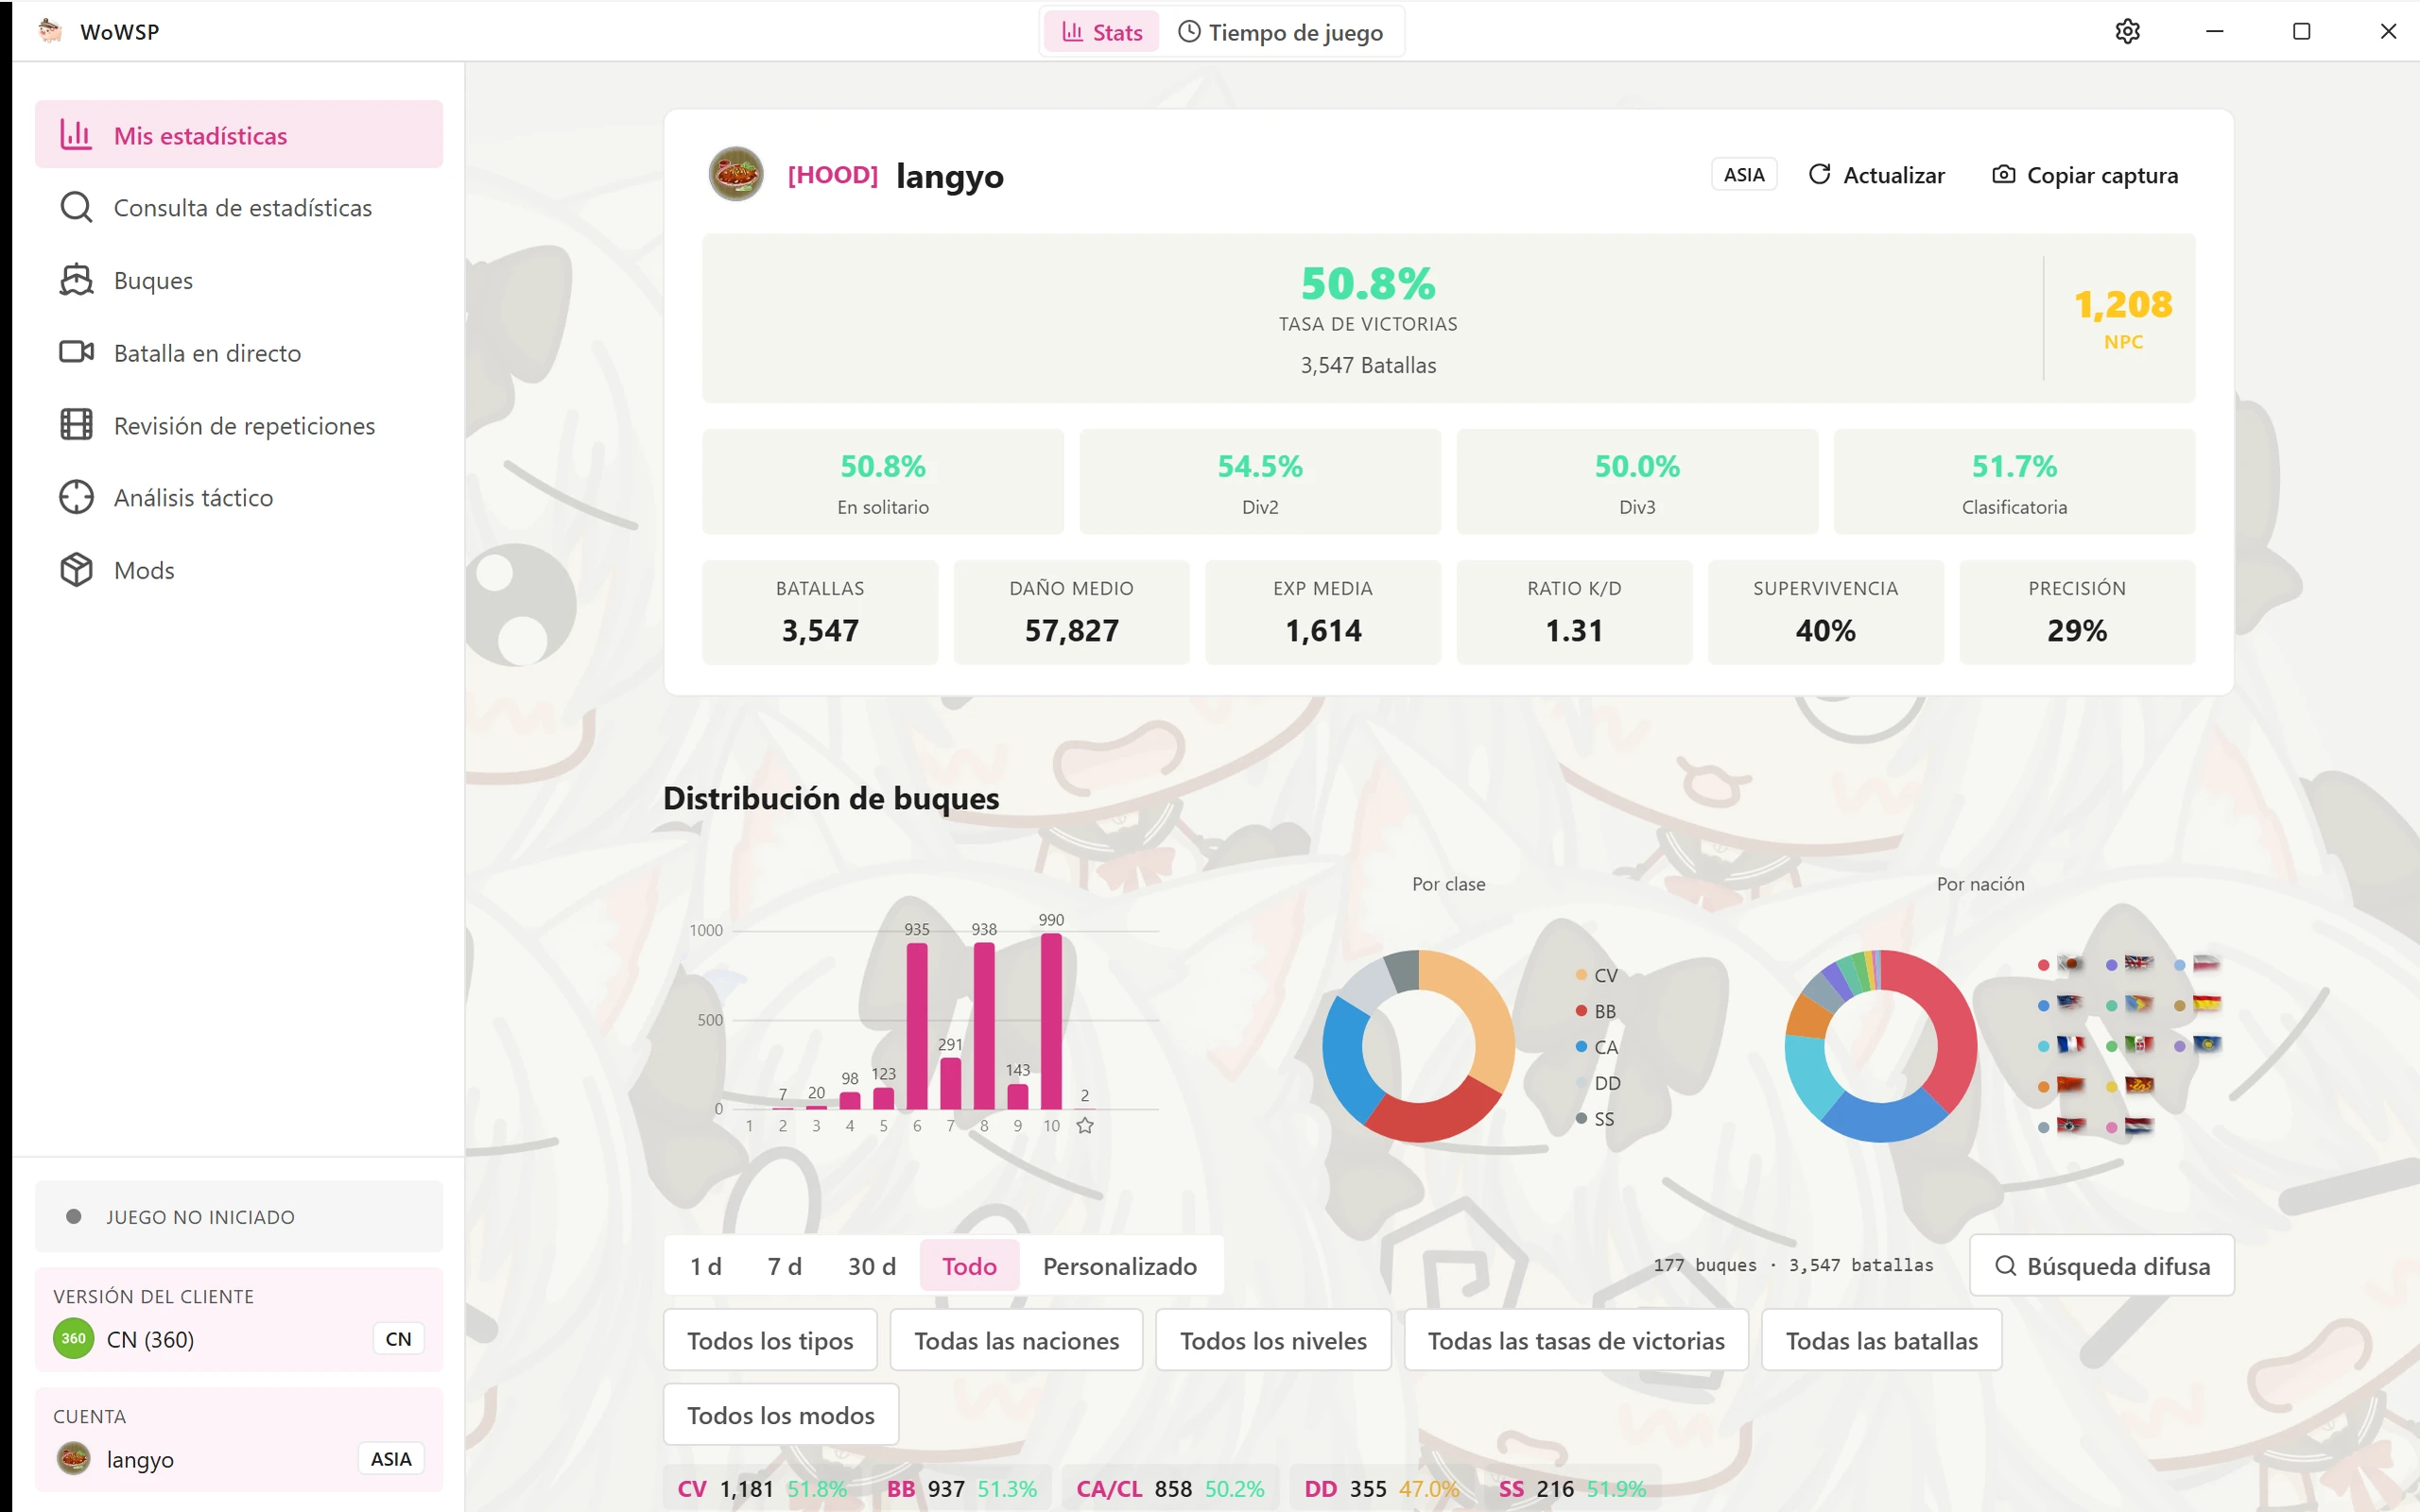 WoWSP
Stats
Tiempo de juego
Mis estadísticas
Consulta de estadísticas
Buques
Batalla en directo
Revisión de repeticiones
Análisis táctico
Mods
JUEGO NO INICIADO
VERSIÓN DEL CLIENTE
360 CN (360) CN
CUENTA
langyo ASIA
[HOOD] langyo
ASIA Actualizar Copiar captura
50.8%
TASA DE VICTORIAS
3,547 Batallas
1,208
NPC
50.8% 54.5% 50.0% 51.7%
En solitario Div2 Div3 Clasificatoria
BATALLAS DAÑO MEDIO EXP MEDIA RATIO K/D SUPERVIVENCIA PRECISIÓN
3,547 57,827 1,614 1.31 40% 29%
Distribución de buques
1000
500
0
7 20 98 123 935 291 938 143 990 2
1 2 3 4 5 6 7 8 9 10
Por clase
CV
BB
CA
DD
SS
Por nación
1 d 7 d 30 d Todo Personalizado
177 buques · 3,547 batallas
Búsqueda difusa
Todos los tipos Todas las naciones Todos los niveles Todas las tasas de victorias Todas las batallas
Todos los modos
CV 1,181 51.8% BB 937 51.3% CA/CL 858 50.2% DD 355 47.0% SS 216 51.9%